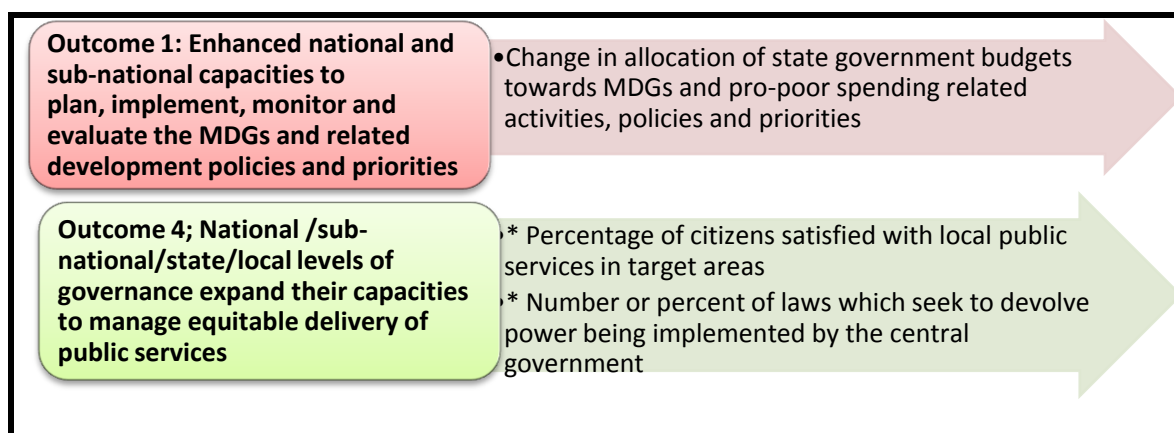 Outcome 1: Enhanced national and
sub-national capacities to
plan, implement, monitor and
evaluate the MDGs and related
development policies and priorities
•Change in allocation of state government budgets
towards MDGs and pro-poor spending related
activities, policies and priorities
Outcome 4; National /sub-
national/state/local levels of
governance expand their capacities
to manage equitable delivery of
public services
•* Percentage of citizens satisfied with local public
services in target areas
•* Number or percent of laws which seek to devolve
power being implemented by the central
government